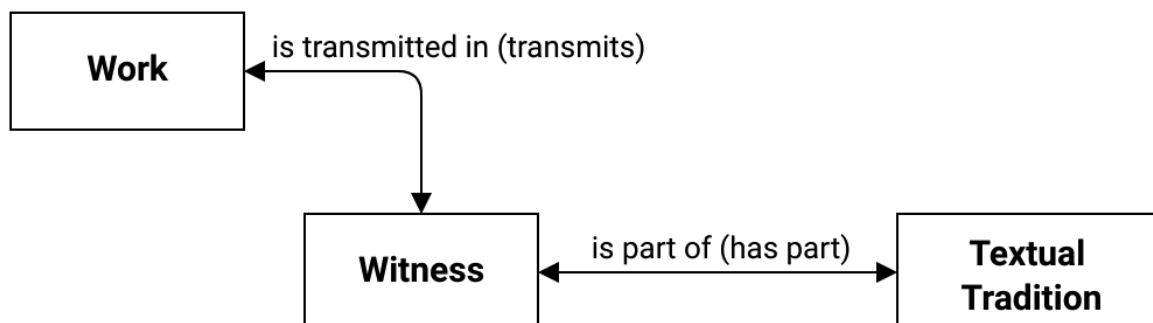 is transmitted in (transmits)
Work
is part of (has part)
Witness
Textual
Tradition